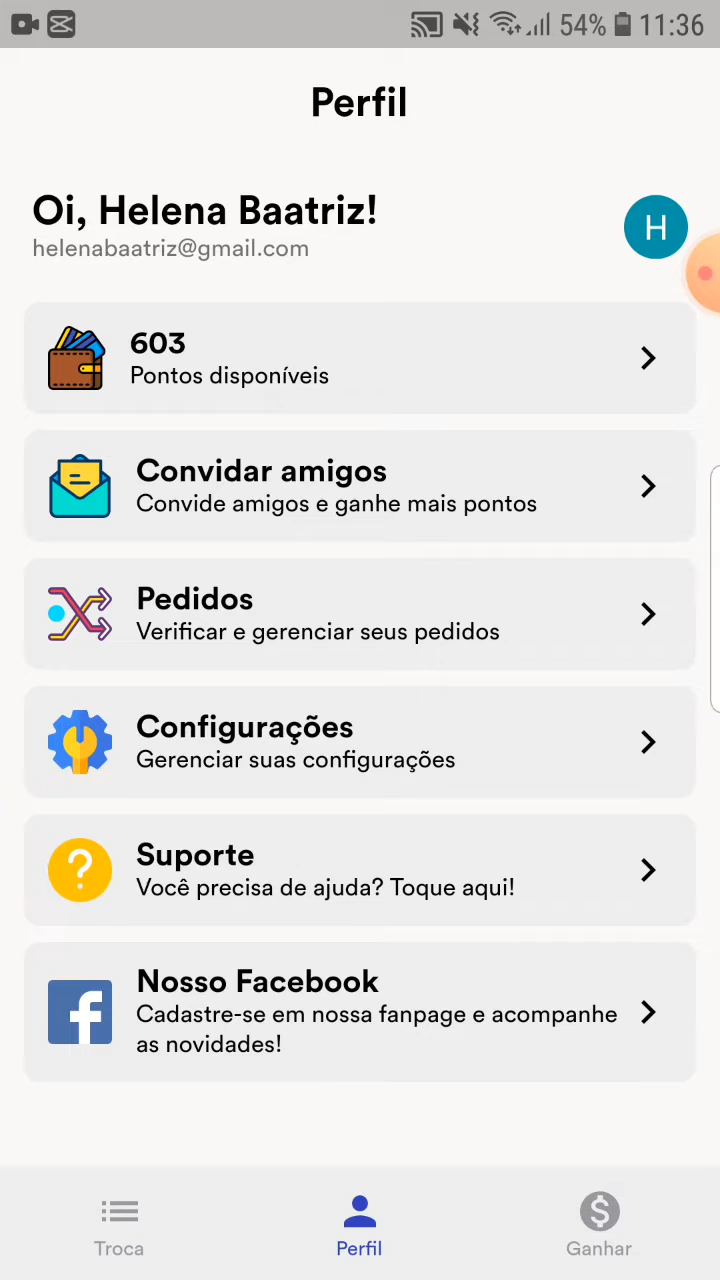 54% 11:36
Perfil
Oi, Helena Baatriz!
helenabaatriz@gmail.com
H
603
Pontos disponíveis
Convidar amigos
Convide amigos e ganhe mais pontos
Pedidos
Verificar e gerenciar seus pedidos
Configurações
Gerenciar suas configurações
Suporte
Você precisa de ajuda? Toque aqui!
Nosso Facebook
Cadastre-se em nossa fanpage e acompanhe
as novidades!
Troca
Perfil
Ganhar